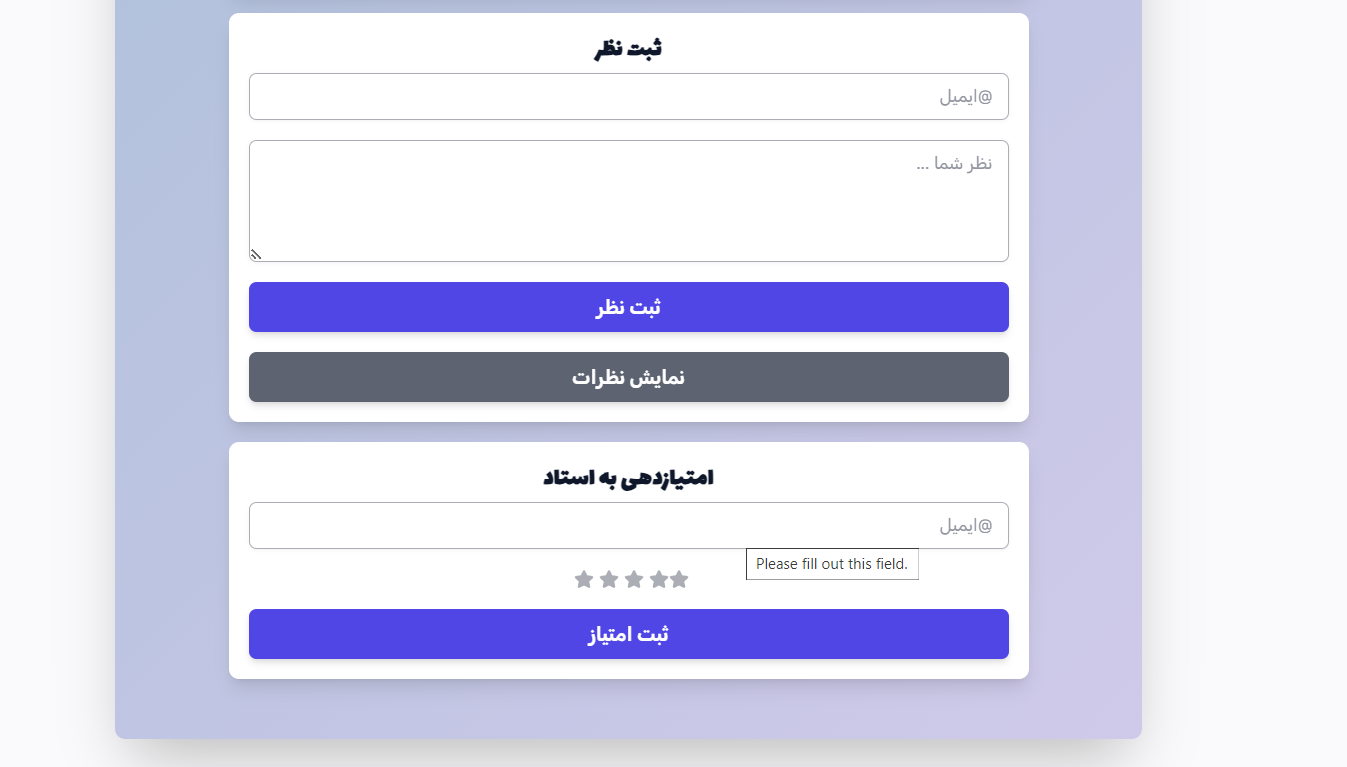 ثبت نظر
@ایمیل
نظر شما ...
ثبت نظر
نمایش نظرات
امتیازدهی به استاد
@ایمیل
Please fill out this field.
ثبت امتیاز